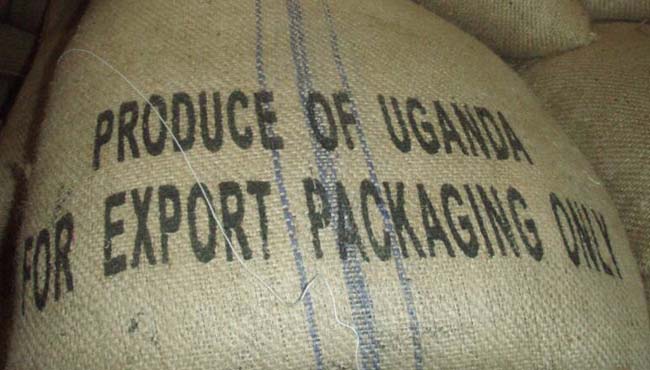 PRODUCE OF UGANDA
FOR EXPORT PACKAGING ONLY